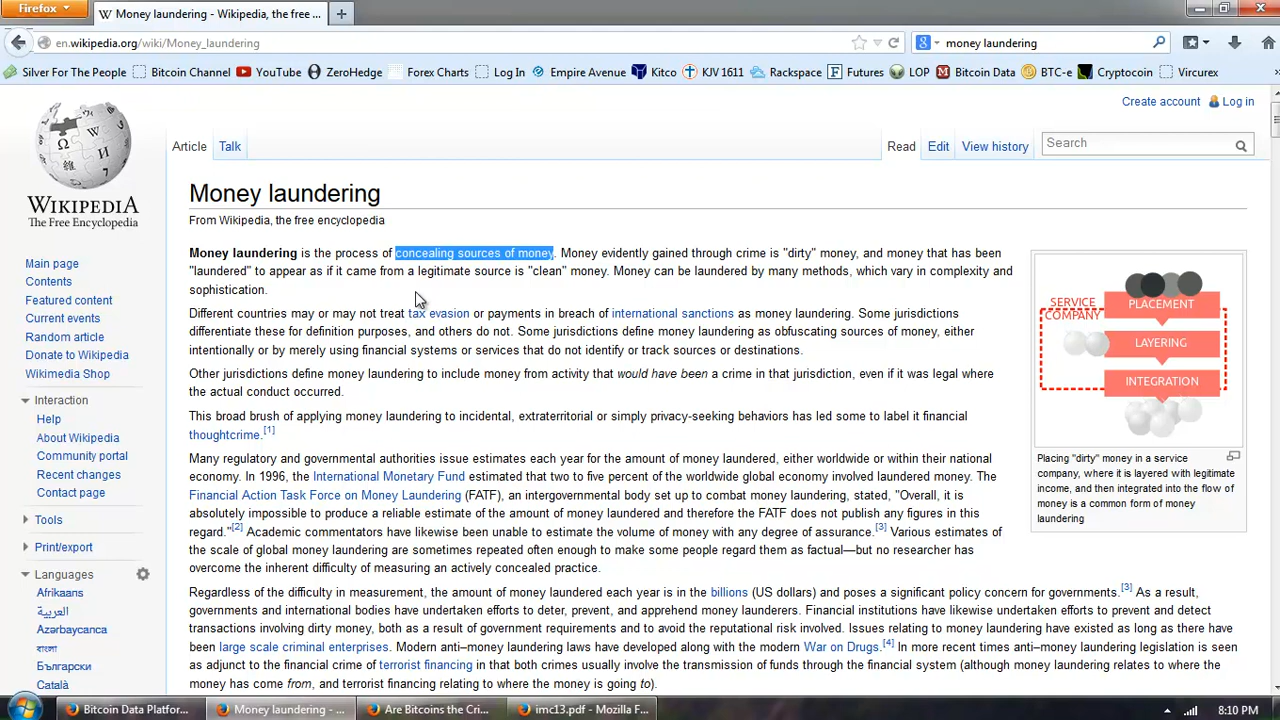 Firefox
Money laundering - Wikipedia, the free ...
en.wikipedia.org/wiki/Money_laundering
money laundering
Silver For The People
Bitcoin Channel
YouTube
ZeroHedge
Forex Charts
Log In
Empire Avenue
Kitco
KJV 1611
Rackspace
Futures
LOP
Bitcoin Data
BTC-e
Cryptocoin
Vircurex
Create account
Log in
WIKIPEDIA
The Free Encyclopedia
Article
Talk
Read
Edit
View history
Search
Main page
Contents
Featured content
Current events
Random article
Donate to Wikipedia
Wikimedia Shop
Interaction
Help
About Wikipedia
Community portal
Recent changes
Contact page
Tools
Print/export
Languages
Afrikaans
العربية
Azərbaycanca
বাংলা
Български
Català
Money laundering
From Wikipedia, the free encyclopedia
Money laundering is the process of concealing sources of money. Money evidently gained through crime is "dirty" money, and money that has been
"laundered" to appear as if it came from a legitimate source is "clean" money. Money can be laundered by many methods, which vary in complexity and
sophistication.
Different countries may or may not treat tax evasion or payments in breach of international sanctions as money laundering. Some jurisdictions
differentiate these for definition purposes, and others do not. Some jurisdictions define money laundering as obfuscating sources of money, either
intentionally or by merely using financial systems or services that do not identify or track sources or destinations.
Other jurisdictions define money laundering to include money from activity that would have been a crime in that jurisdiction, even if it was legal where
the actual conduct occurred.
This broad brush of applying money laundering to incidental, extraterritorial or simply privacy-seeking behaviors has led some to label it financial
thoughtcrime.[1]
Many regulatory and governmental authorities issue estimates each year for the amount of money laundered, either worldwide or within their national
economy. In 1996, the International Monetary Fund estimated that two to five percent of the worldwide global economy involved laundered money. The
Financial Action Task Force on Money Laundering (FATF), an intergovernmental body set up to combat money laundering, stated, "Overall, it is
absolutely impossible to produce a reliable estimate of the amount of money laundered and therefore the FATF does not publish any figures in this
regard."[2] Academic commentators have likewise been unable to estimate the volume of money with any degree of assurance.[3] Various estimates of
the scale of global money laundering are sometimes repeated often enough to make some people regard them as factual—but no researcher has
overcome the inherent difficulty of measuring an actively concealed practice.
Regardless of the difficulty in measurement, the amount of money laundered each year is in the billions (US dollars) and poses a significant policy concern for governments.[3] As a result,
governments and international bodies have undertaken efforts to deter, prevent, and apprehend money launderers. Financial institutions have likewise undertaken efforts to prevent and detect
transactions involving dirty money, both as a result of government requirements and to avoid the reputational risk involved. Issues relating to money laundering have existed as long as there have
been large scale criminal enterprises. Modern anti–money laundering laws have developed along with the modern War on Drugs.[4] In more recent times anti–money laundering legislation is seen
as adjunct to the financial crime of terrorist financing in that both crimes usually involve the transmission of funds through the financial system (although money laundering relates to where the
money has come from, and terrorist financing relating to where the money is going to).
SERVICE
COMPANY
PLACEMENT
LAYERING
INTEGRATION
Placing "dirty" money in a service
company, where it is layered with legitimate
income, and then integrated into the flow of
money is a common form of money
laundering
Bitcoin Data Platfor...
Money laundering - ...
Are Bitcoins the Cri...
imc13.pdf - Mozilla F...
8:10 PM